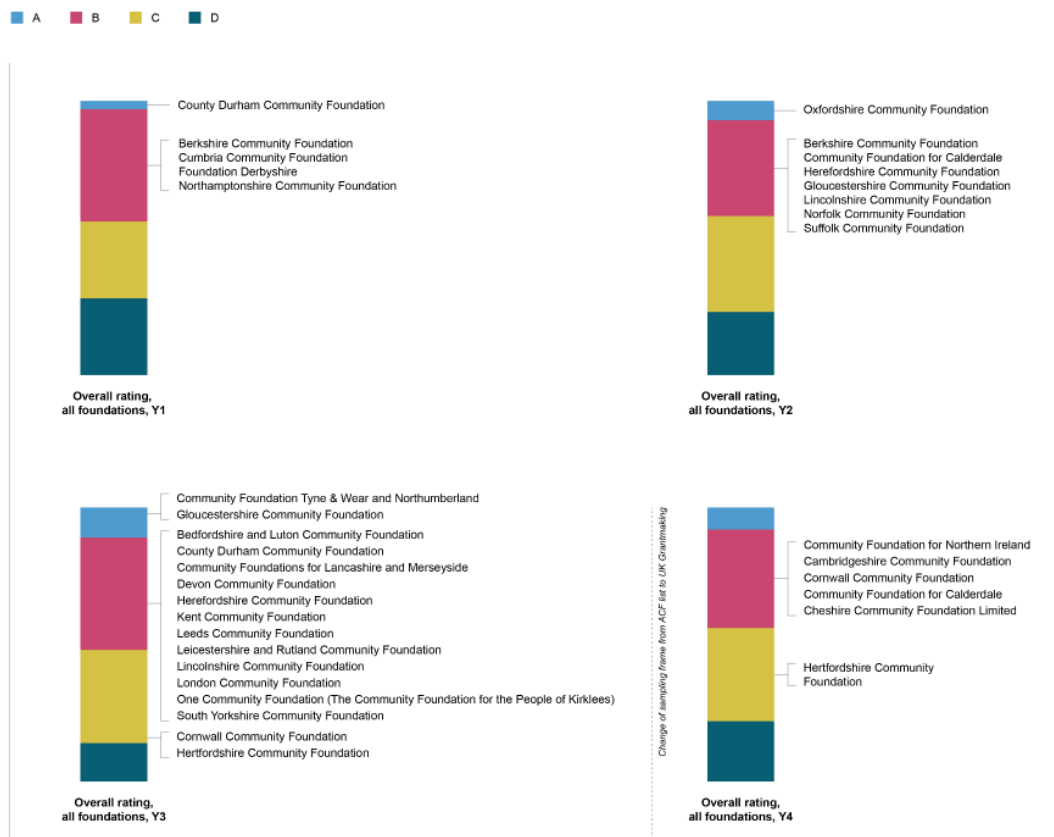 A B C D
County Durham Community Foundation
Berkshire Community Foundation
Cumbria Community Foundation
Foundation Derbyshire
Northamptonshire Community Foundation
Overall rating,
all foundations, Y1
Oxfordshire Community Foundation
Berkshire Community Foundation
Community Foundation for Calderdale
Herefordshire Community Foundation
Gloucestershire Community Foundation
Lincolnshire Community Foundation
Norfolk Community Foundation
Suffolk Community Foundation
Overall rating,
all foundations, Y2
Community Foundation Tyne & Wear and Northumberland
Gloucestershire Community Foundation
Bedfordshire and Luton Community Foundation
County Durham Community Foundation
Community Foundations for Lancashire and Merseyside
Devon Community Foundation
Herefordshire Community Foundation
Kent Community Foundation
Leeds Community Foundation
Leicestershire and Rutland Community Foundation
Lincolnshire Community Foundation
London Community Foundation
One Community Foundation (The Community Foundation for the People of Kirklees)
South Yorkshire Community Foundation
Cornwall Community Foundation
Hertfordshire Community Foundation
Overall rating,
all foundations, Y3
Change of sampling frame from ACF list to UK Grantmaking
Community Foundation for Northern Ireland
Cambridgeshire Community Foundation
Cornwall Community Foundation
Community Foundation for Calderdale
Cheshire Community Foundation Limited
Hertfordshire Community
Foundation
Overall rating,
all foundations, Y4